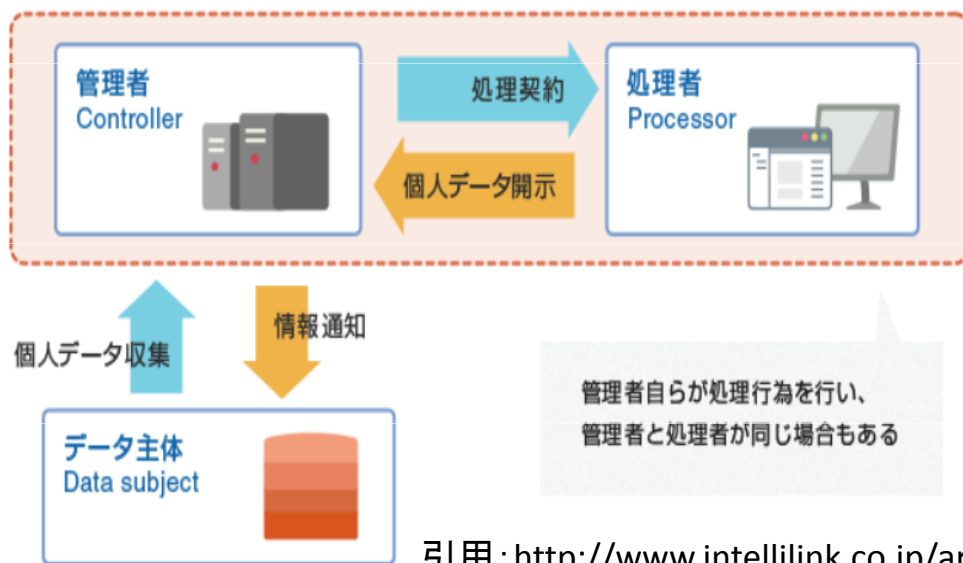 管理者
Controller
処理契約
個人データ開示
処理者
Processor
個人データ収集
情報通知
データ主体
Data subject
管理者自らが処理行為を行い、
管理者と処理者が同じ場合もある
引用：http://www.intellilink.co.jp/ar